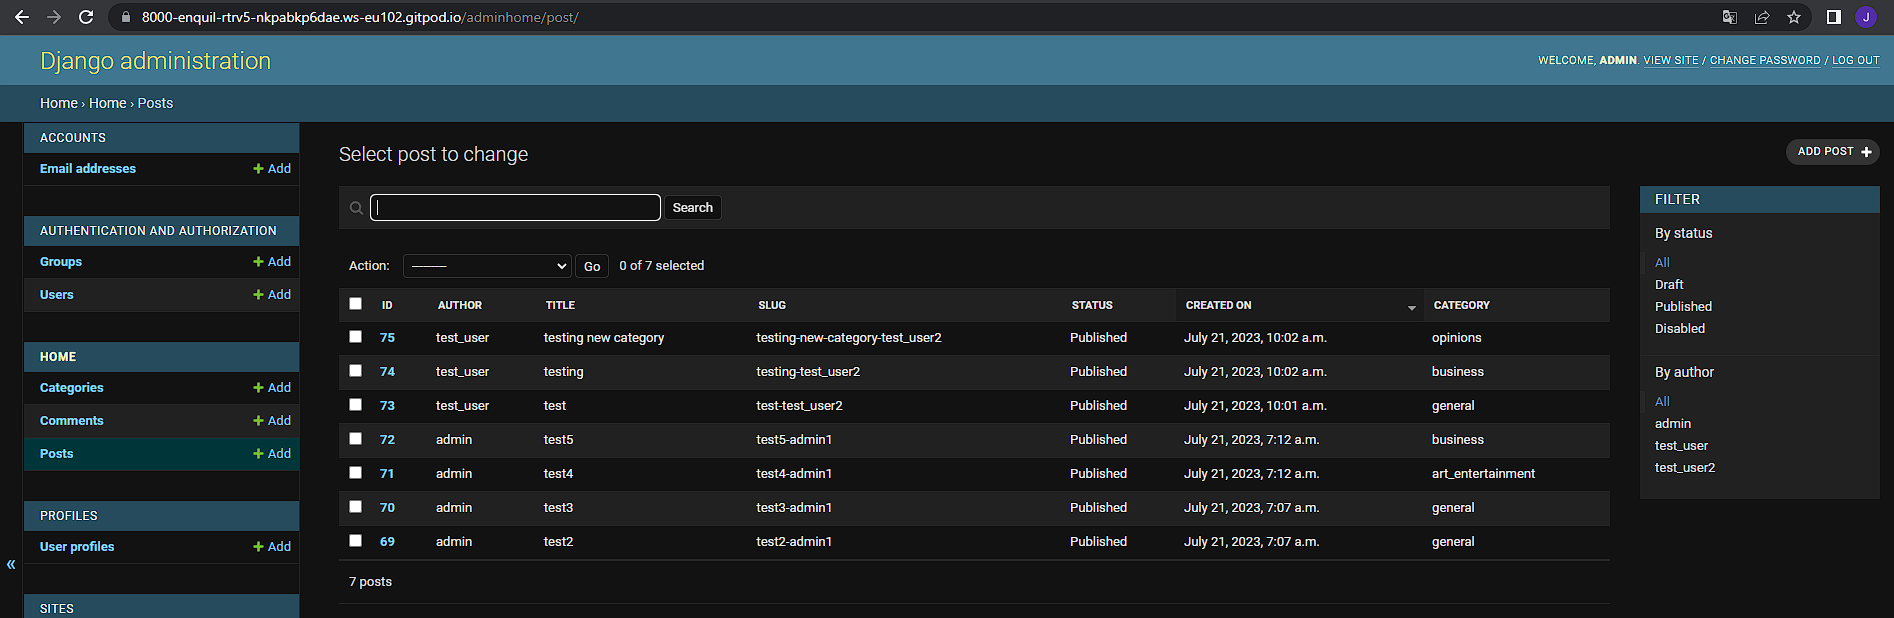 8000-enquil-rtrv5-nkpabkp6dae.ws-eu102.gitpod.io/adminhome/post/
J
Django administration
WELCOME, ADMIN. VIEW SITE / CHANGE PASSWORD / LOG OUT
Home › Home › Posts
ACCOUNTS
Email addresses + Add
AUTHENTICATION AND AUTHORIZATION
Groups + Add
Users + Add
HOME
Categories + Add
Comments + Add
Posts + Add
PROFILES
User profiles + Add
«
SITES
Select post to change
ADD POST +
Search
Action: --------- Go 0 of 7 selected
ID AUTHOR TITLE SLUG STATUS CREATED ON CATEGORY
75 test_user testing new category testing-new-category-test_user2 Published July 21, 2023, 10:02 a.m. opinions
74 test_user testing testing-test_user2 Published July 21, 2023, 10:02 a.m. business
73 test_user test test-test_user2 Published July 21, 2023, 10:01 a.m. general
72 admin test5 test5-admin1 Published July 21, 2023, 7:12 a.m. business
71 admin test4 test4-admin1 Published July 21, 2023, 7:12 a.m. art_entertainment
70 admin test3 test3-admin1 Published July 21, 2023, 7:07 a.m. general
69 admin test2 test2-admin1 Published July 21, 2023, 7:07 a.m. general
7 posts
FILTER
By status
All
Draft
Published
Disabled
By author
All
admin
test_user
test_user2